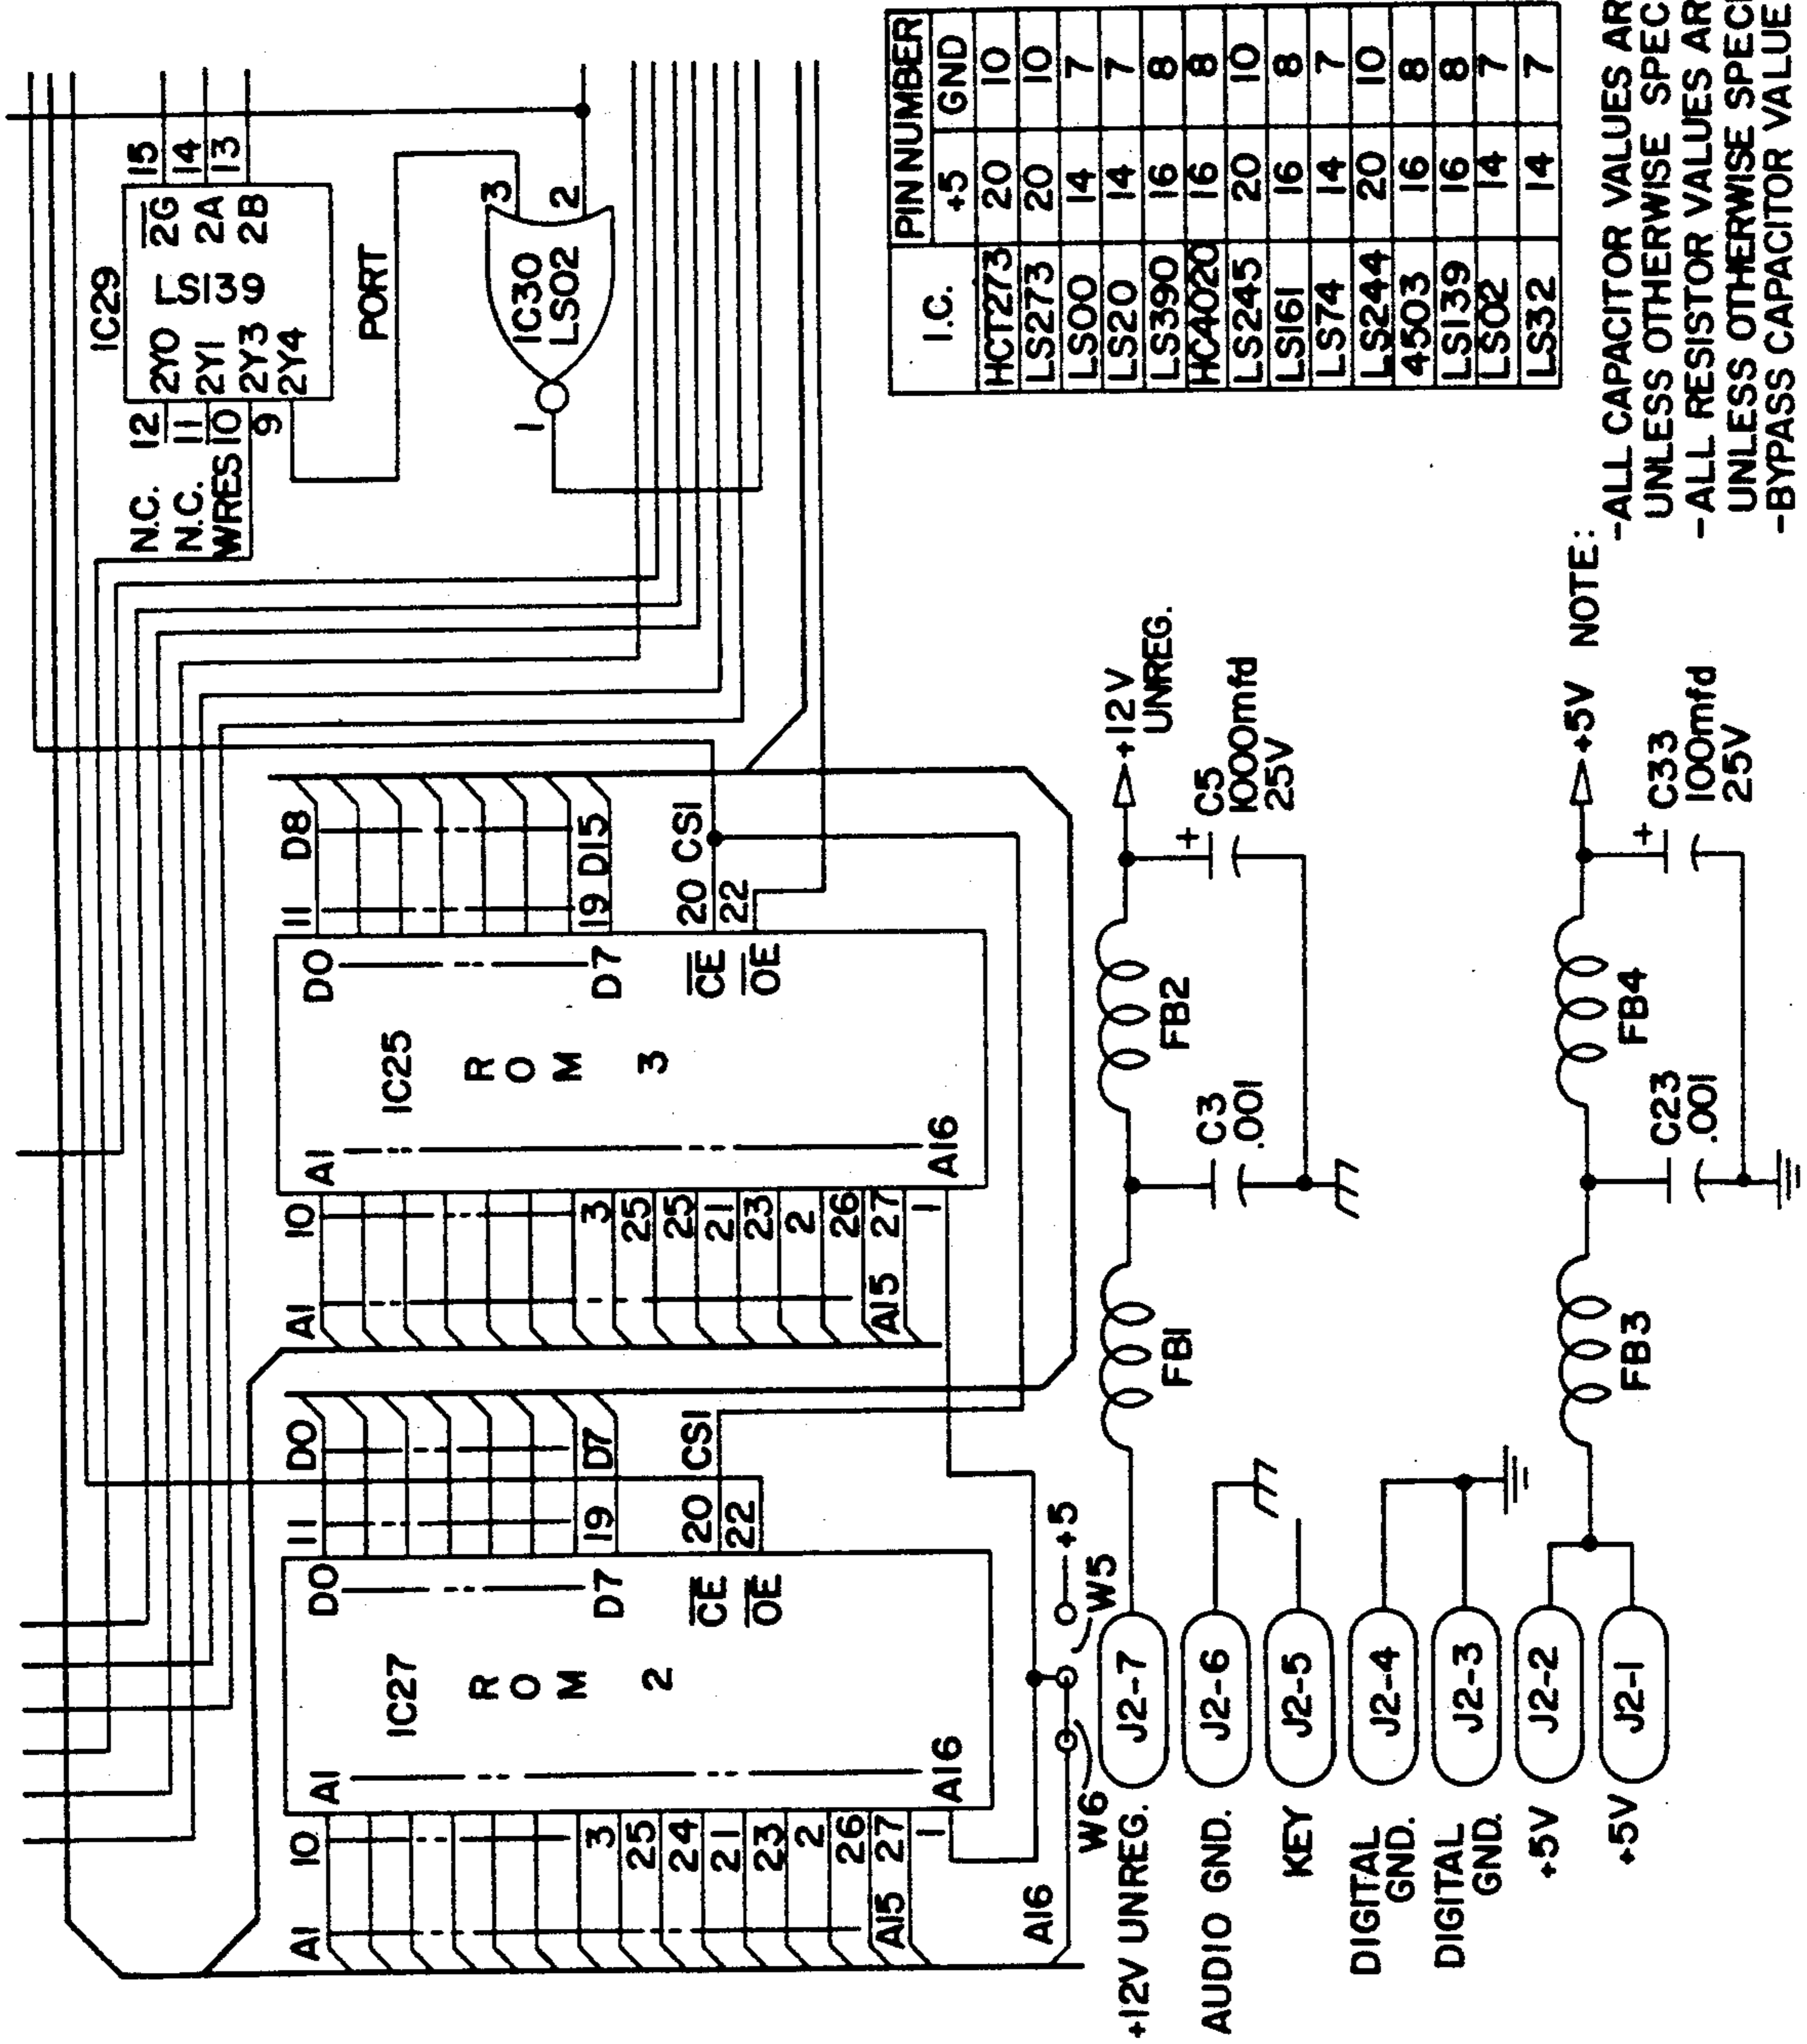 IC29
LS139
12 2Y0
11 2Y1
10 2Y3
9 2Y4
2G 15
2A 14
2B 13
N.C.
N.C.
WRES
PORT
IC30
LS02
3
2
1
IC27
R O M 2
A1 10 A1
3
25
24
21
23
2
26
A15 27
1 A16
D0 11 D0
D7 19 D7
CE 20 CS1
OE 22
IC25
R O M 3
A1 10 A1
3
25
25
21
23
2
26
A15 27
1 A16
D0 11 D8
D7 19 D15
CE 20 CS1
OE 22
A16
W6
W5
+5
+12V UNREG. J2-7
AUDIO GND. J2-6
KEY J2-5
DIGITAL GND. J2-4
DIGITAL GND. J2-3
+5V J2-2
+5V J2-1
FB1
C3
.001
FB2
C5
1000mfd
25V
+
+12V
UNREG.
FB3
C23
.001
FB4
C33
100mfd
25V
+
+5V
I.C. PIN NUMBER
+5 GND
HCT273 20 10
LS273 20 10
LS00 14 7
LS20 14 7
LS390 16 8
HC4020 16 8
LS245 20 10
LS161 16 8
LS74 14 7
LS244 20 10
4503 16 8
LS139 16 8
LS02 14 7
LS32 14 7
NOTE:
-ALL CAPACITOR VALUES AR
UNLESS OTHERWISE SPEC
-ALL RESISTOR VALUES AR
UNLESS OTHERWISE SPEC
-BYPASS CAPACITOR VALUE